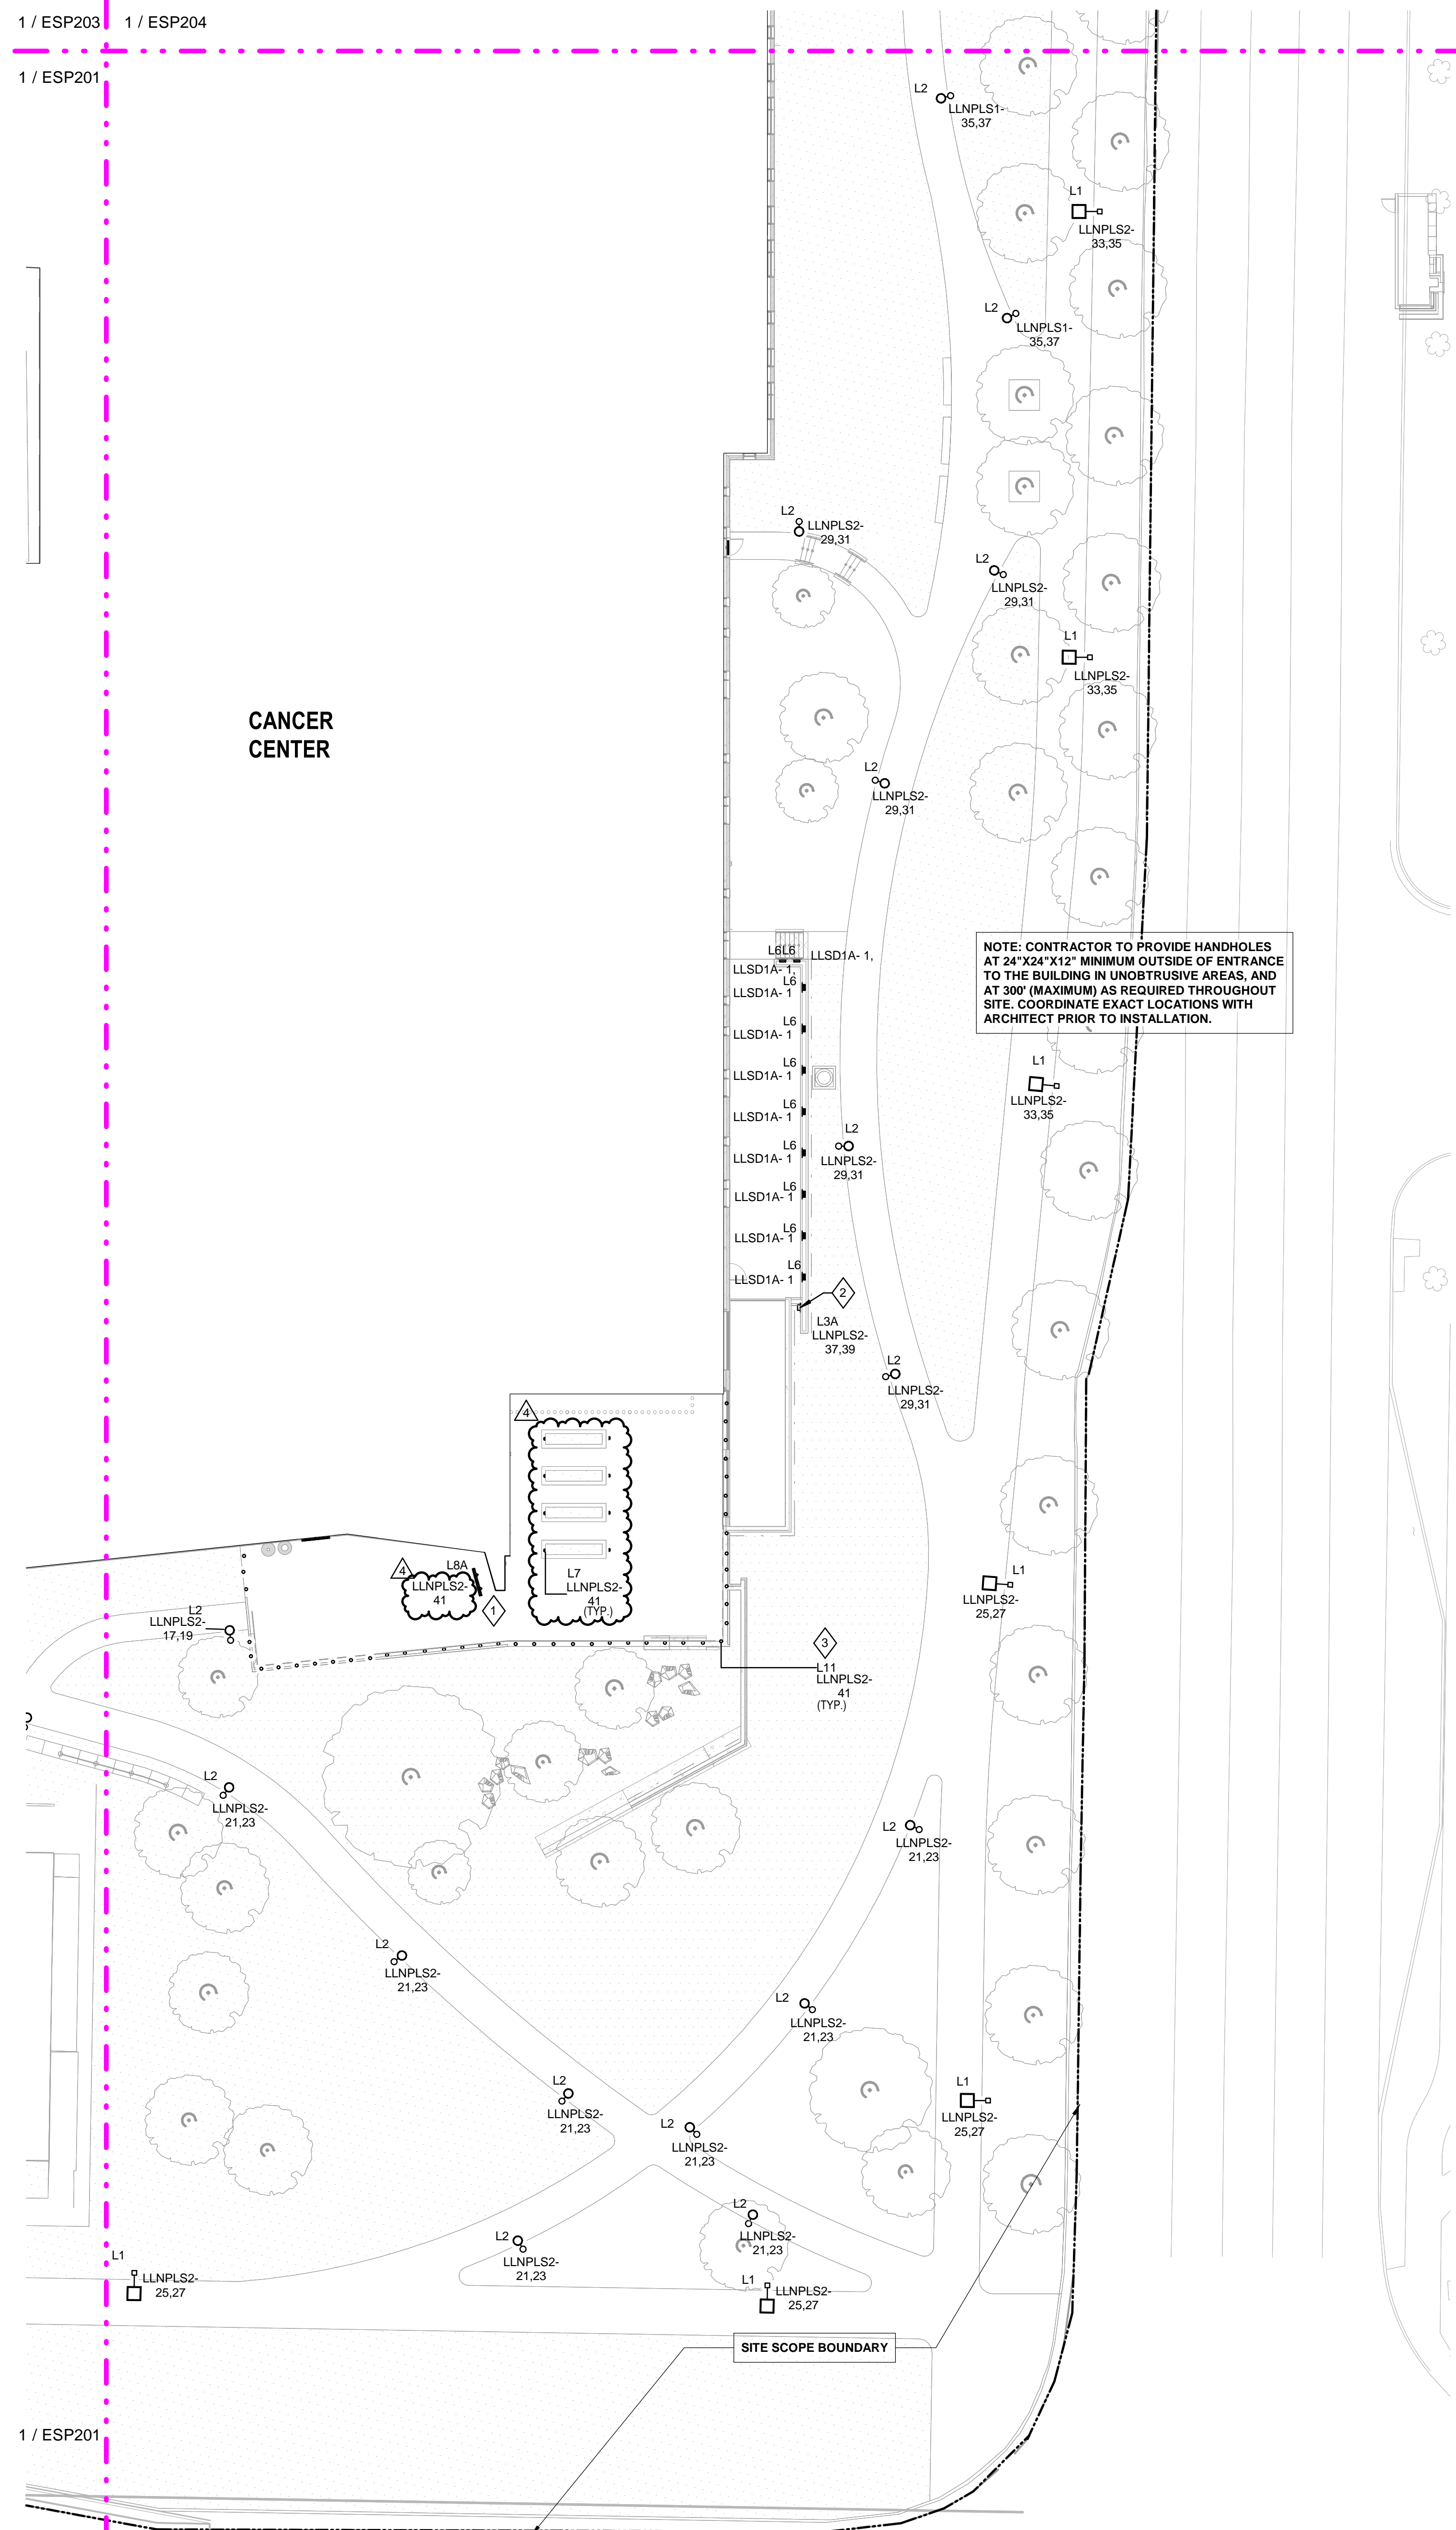 1 / ESP203
1 / ESP204
1 / ESP201
L2
LLNPLS1-
35,37
L1
LLNPLS2-
33,35
L2
LLNPLS1-
35,37
L2
LLNPLS2-
29,31
L2
LLNPLS2-
29,31
L1
LLNPLS2-
33,35
CANCER
CENTER
L2
LLNPLS2-
29,31
NOTE: CONTRACTOR TO PROVIDE HANDHOLES
AT 24"X24"X12" MINIMUM OUTSIDE OF ENTRANCE
TO THE BUILDING IN UNOBTRUSIVE AREAS, AND
AT 300' (MAXIMUM) AS REQUIRED THROUGHOUT
SITE. COORDINATE EXACT LOCATIONS WITH
ARCHITECT PRIOR TO INSTALLATION.
L6L6
LLSD1A- 1,
LLSD1A- 1,
L6
LLSD1A- 1
L6
LLSD1A- 1
L6
LLSD1A- 1
L6
LLSD1A- 1
L6
LLSD1A- 1
L6
LLSD1A- 1
L6
LLSD1A- 1
L6
LLSD1A- 1
L1
LLNPLS2-
33,35
L2
LLNPLS2-
29,31
2
L3A
LLNPLS2-
37,39
L2
LLNPLS2-
29,31
4
4
L8A
LLNPLS2-
41
1
L7
LLNPLS2-
41
(TYP.)
L1
LLNPLS2-
25,27
L2
LLNPLS2-
17,19
3
L11
LLNPLS2-
41
(TYP.)
L2
LLNPLS2-
21,23
L2
LLNPLS2-
21,23
L2
LLNPLS2-
21,23
L2
LLNPLS2-
21,23
L2
LLNPLS2-
21,23
L2
LLNPLS2-
21,23
L1
LLNPLS2-
25,27
L2
LLNPLS2-
21,23
L2
LLNPLS2-
21,23
L1
LLNPLS2-
25,27
L1
LLNPLS2-
25,27
SITE SCOPE BOUNDARY
1 / ESP201